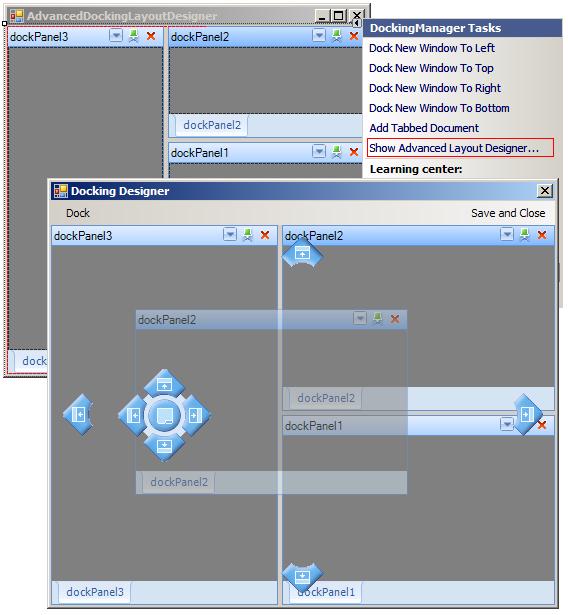 AdvancedDockingLayoutDesigner
dockPanel3
dockPanel2
dockPanel2
dockPanel1
dock
DockingManager Tasks
Dock New Window To Left
Dock New Window To Top
Dock New Window To Right
Dock New Window To Bottom
Add Tabbed Document
Show Advanced Layout Designer...
Learning center:
Docking Designer
Dock
Save and Close
dockPanel3
dockPanel2
dockPanel2
dockPanel2
dockPanel1
dockPanel2
dockPanel3
dockPanel1